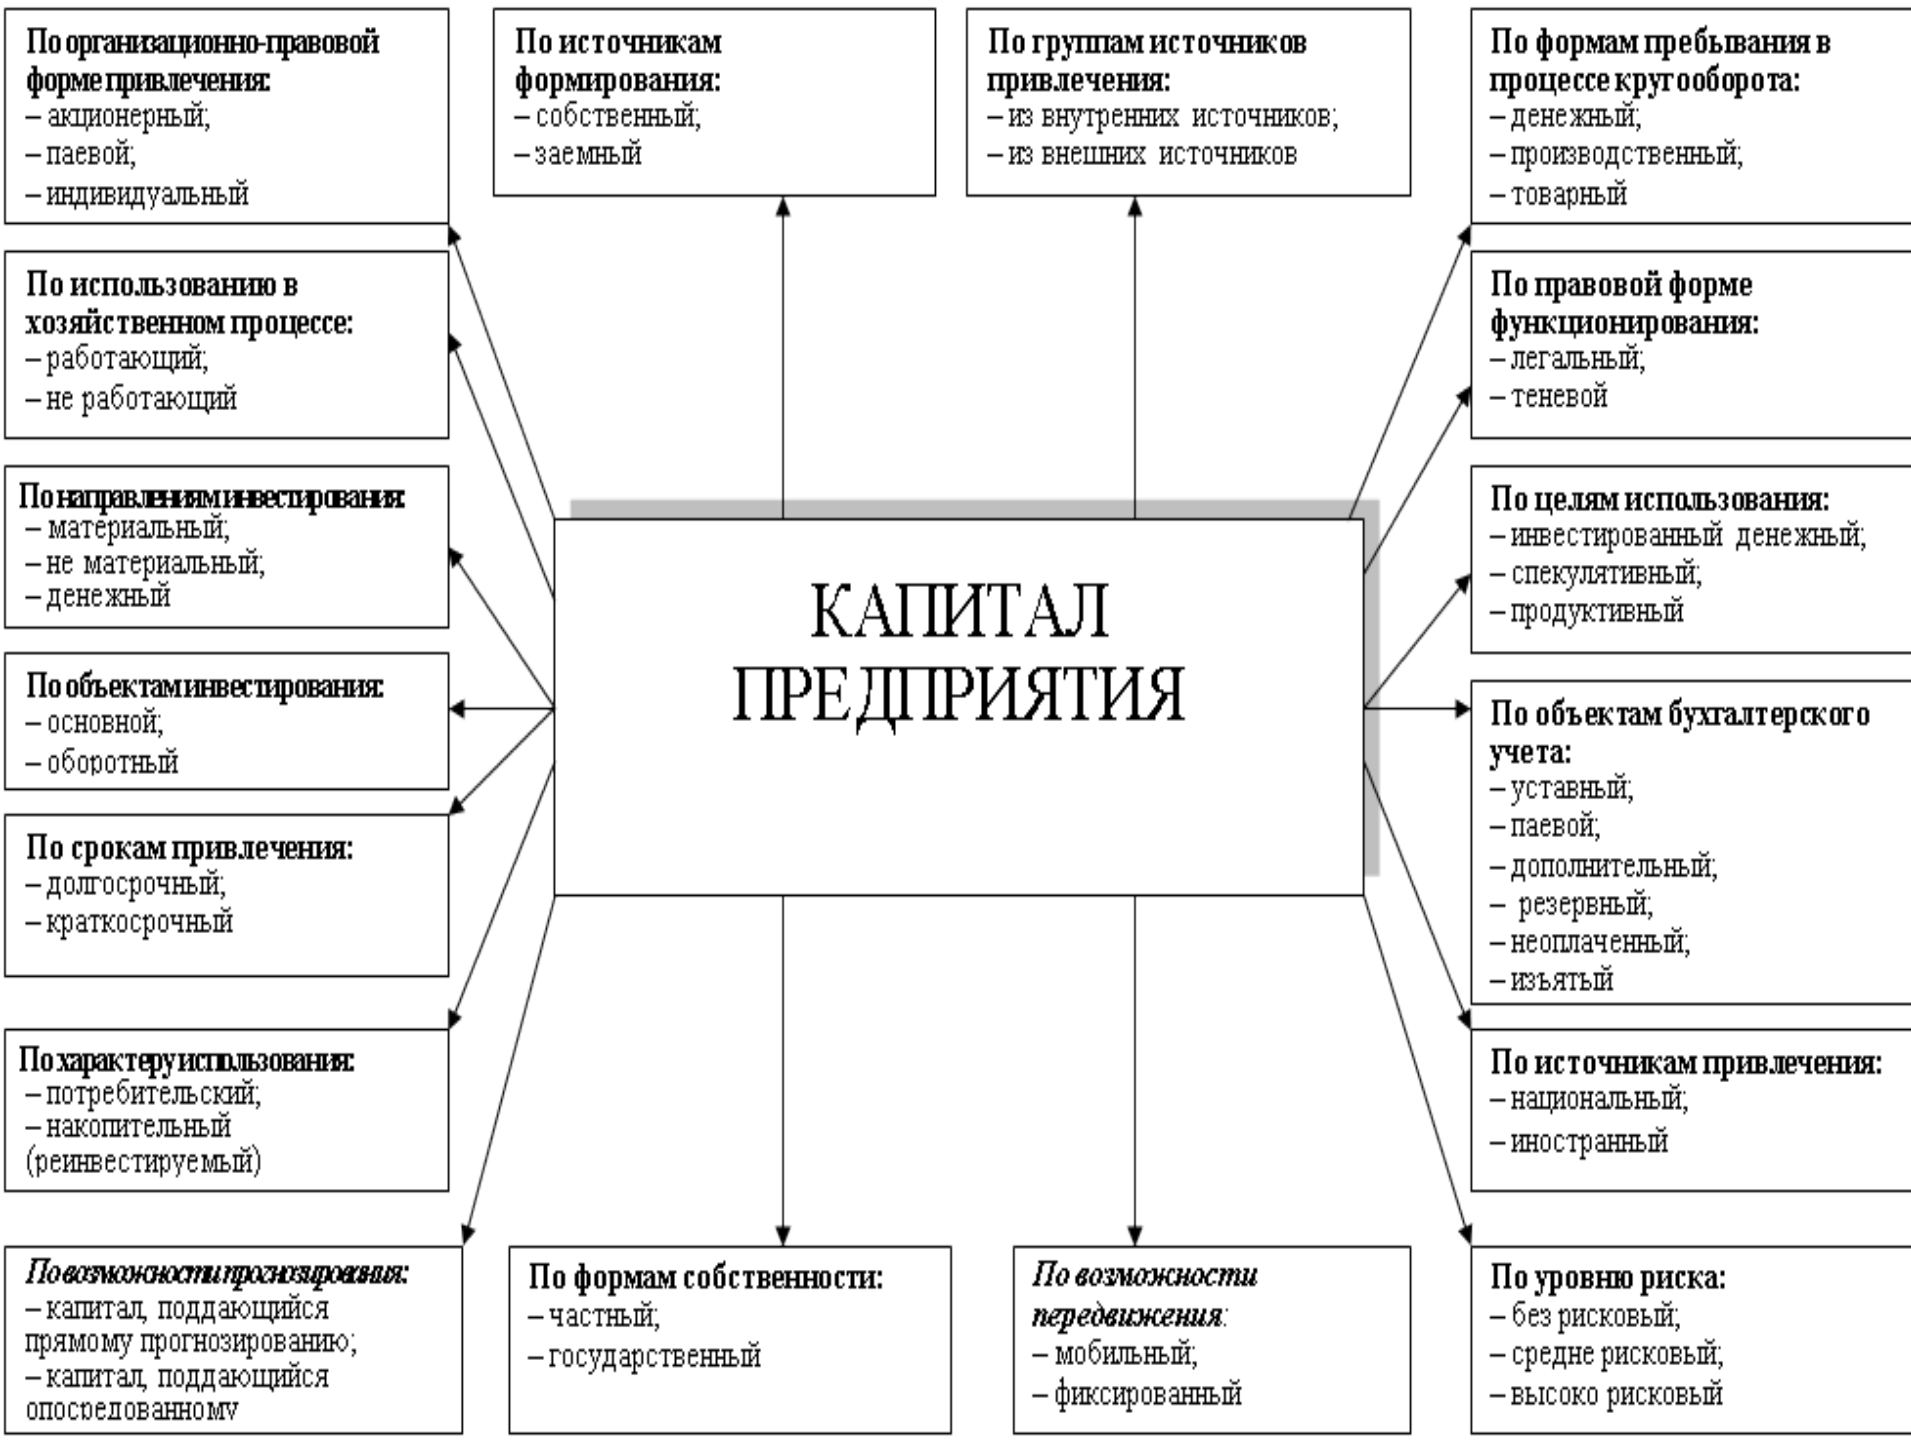 По организационно-правовой
форме привлечения:
– акционерный;
– паевой;
– индивидуальный
По источникам
формирования:
– собственный;
– заемный
По группам источников
привлечения:
– из внутренних источников;
– из внешних источников
По формам пребывания в
процессе кругооборота:
– денежный;
– производственный;
– товарный
По использованию в
хозяйственном процессе:
– работающий;
– не работающий
По правовой форме
функционирования:
– легальный;
– теневой
По направлениям инвестирования:
– материальный;
– не материальный;
– денежный
По целям использования:
– инвестированный денежный;
– спекулятивный;
– продуктивный
КАПИТАЛ
ПРЕДПРИЯТИЯ
По объектам инвестирования:
– основной;
– оборотный
По объектам бухгалтерского
учета:
– уставный;
– паевой;
– дополнительный;
– резервный;
– неоплаченный;
– изъятый
По срокам привлечения:
– долгосрочный;
– краткосрочный
По характеру использования:
– потребительский;
– накопительный
(реинвестируемый)
По источникам привлечения:
– национальный;
– иностранный
По возможности прогнозирования:
– капитал, поддающийся
прямому прогнозированию;
– капитал, поддающийся
опосредованному
По формам собственности:
– частный;
– государственный
По возможности
передвижения:
– мобильный;
– фиксированный
По уровню риска:
– без рисковый;
– средне рисковый;
– высоко рисковый